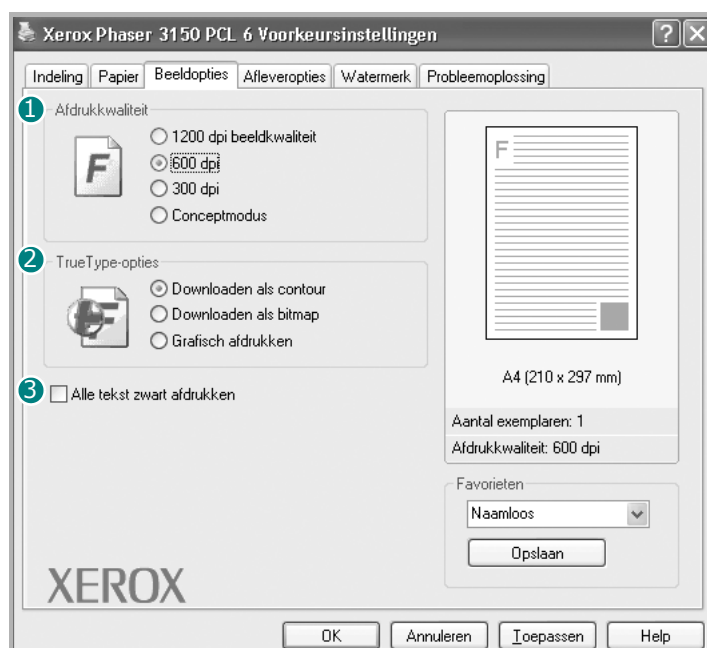 Xerox Phaser 3150 PCL 6 Voorkeursinstellingen
?
X
Indeling Papier Beeldopties Afleveropties Watermerk Probleemoplossing
1 Afdrukkwaliteit
F
1200 dpi beeldkwaliteit
600 dpi
300 dpi
Conceptmodus
2 TrueType-opties
F
Downloaden als contour
Downloaden als bitmap
Grafisch afdrukken
3 Alle tekst zwart afdrukken
F
A4 (210 x 297 mm)
Aantal exemplaren: 1
Afdrukkwaliteit: 600 dpi
Favorieten
Naamloos
Opslaan
XEROX
OK Annuleren Toepassen Help